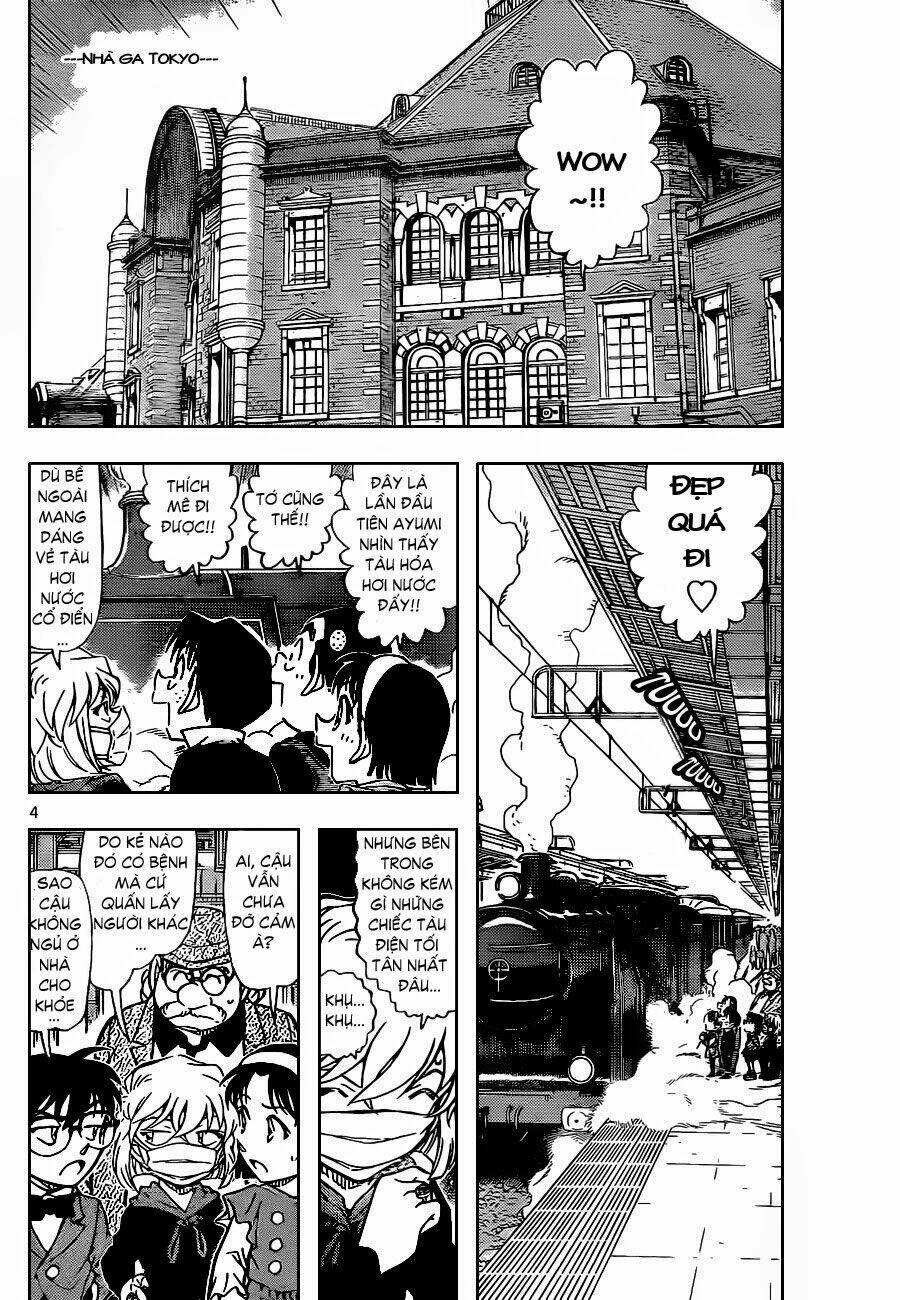 ---NHÀ GA TOKYO---
WOW
~!!
ĐẸP
QUÁ
ĐI
♡
ĐÂY LÀ
LẦN ĐẦU
TIÊN AYUMI
NHÌN THẤY
TÀU HỎA
HƠI NƯỚC
ĐẤY!!
TỚ CŨNG
THẾ!!
THÍCH
MÊ ĐI
ĐƯỢC!!
DÙ BỀ
NGOÀI
MANG
DÁNG
VẺ TÀU
HƠI
NƯỚC
CỔ ĐIỂN
...
4
NHƯNG BÊN
TRONG
KHÔNG KÉM
GÌ NHỮNG
CHIẾC TÀU
ĐIỆN TỐI
TÂN NHẤT
ĐÂU...
KHỤ...
KHỤ...
AI, CẬU
VẪN
CHƯA
ĐỠ CẢM
À?
DO KẺ NÀO
ĐÓ CÓ BỆNH
MÀ CỨ
QUẤN LẤY
NGƯỜI KHÁC
...
SAO
CẬU
KHÔNG
NGỦ Ở
NHÀ
CHO
KHỎE
...